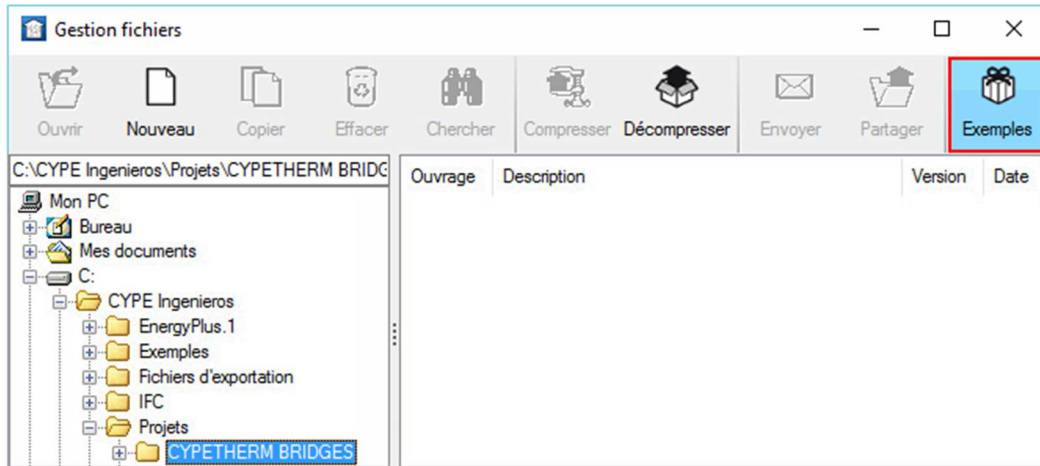 Gestion fichiers
Ouvrir Nouveau Copier Effacer Chercher Compresser Décompresser Envoyer Partager Exemples
C:\CYPE Ingenieros\Projets\CYPETHERM BRIDG
Ouvrage Description Version Date
Mon PC
Bureau
Mes documents
C:
CYPE Ingenieros
EnergyPlus.1
Exemples
Fichiers d'exportation
IFC
Projets
CYPETHERM BRIDGES